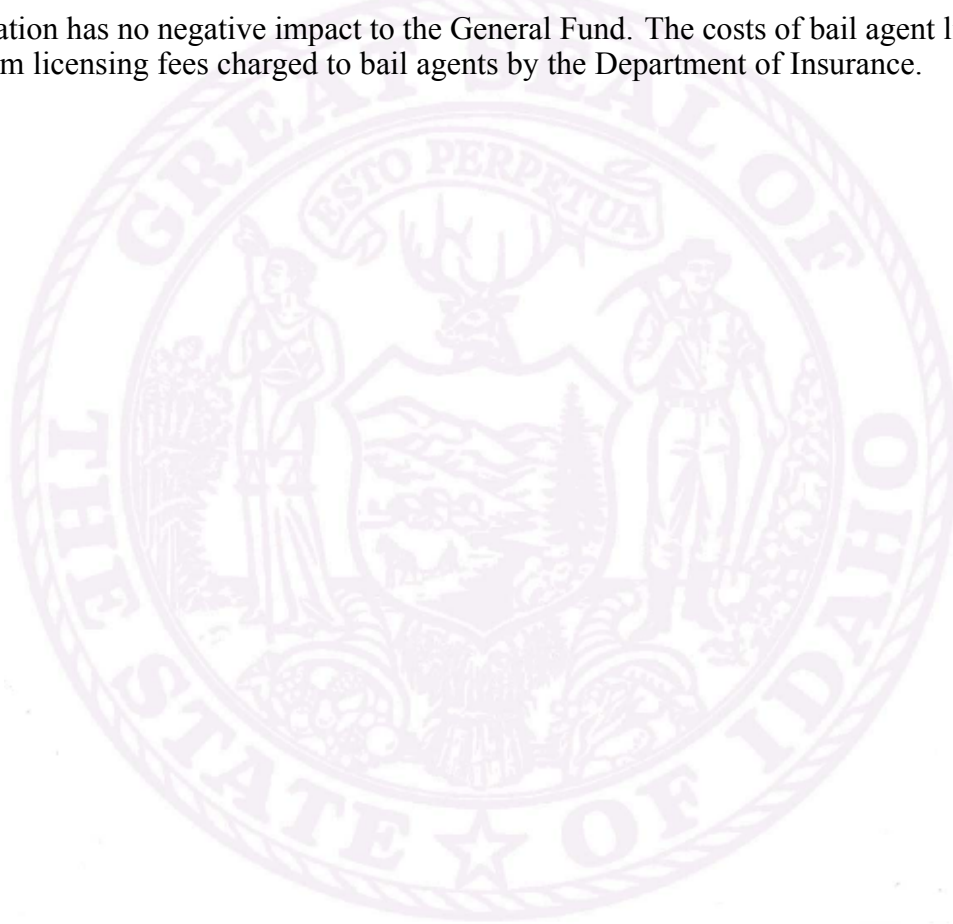 ation has no negative impact to the General Fund. The costs of bail agent l
m licensing fees charged to bail agents by the Department of Insurance.
GREAT SEAL OF
ESTO PERPETUA
THE STATE ☆ OF IDAHO